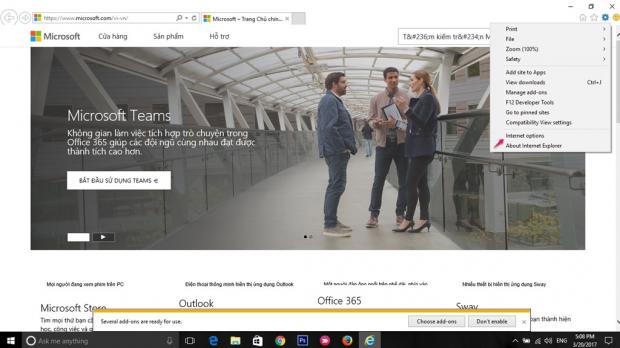 https://www.microsoft.com/vi-vn/
Microsoft – Trang Chủ chín...
Microsoft
Cửa hàng
Sản phẩm
Hỗ trợ
T&#236;m kiếm tr&#234;n M
Print
File
Zoom (100%)
Safety
Add site to Apps
View downloads Ctrl+J
Manage add-ons
F12 Developer Tools
Go to pinned sites
Compatibility View settings
Internet options
About Internet Explorer
Microsoft Teams
Không gian làm việc tích hợp trò chuyện trong
Office 365 giúp các đội ngũ cùng nhau đạt được
thành tích cao hơn.
BẮT ĐẦU SỬ DỤNG TEAMS
Mọi người đang xem phim trên PC
Điện thoại thông minh hiển thị ứng dụng Outlook
Nhiều thiết bị hiển thị ứng dụng Sway
Microsoft Store
Outlook
Office 365
Sway
Tìm mọi thứ bạn cầ
học, công việc và g
bạn thành hiện
Several add-ons are ready for use.
Choose add-ons
Don't enable
Ask me anything
ENG
5:08 PM
3/20/2017